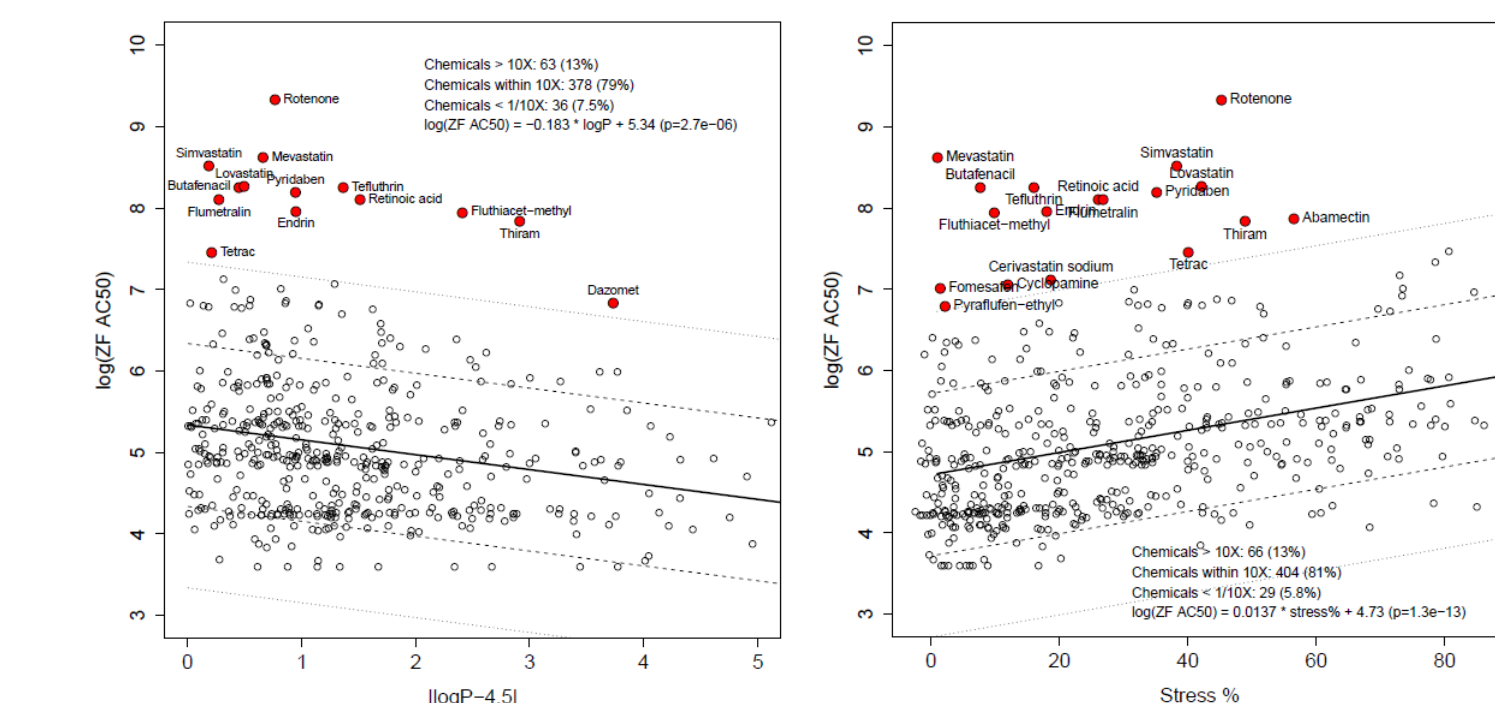 Chemicals > 10X: 63 (13%)
Chemicals within 10X: 378 (79%)
Chemicals < 1/10X: 36 (7.5%)
log(ZF AC50) = −0.183 * logP + 5.34 (p=2.7e−06)
Rotenone
Simvastatin
Mevastatin
Lovastatin
Butafenacil
Pyridaben
Tefluthrin
Retinoic acid
Flumetralin
Endrin
Fluthiacet−methyl
Thiram
Tetrac
Dazomet
10
9
8
7
6
5
4
3
log(ZF AC50)
0 1 2 3 4 5
|logP−4.5|
Rotenone
Simvastatin
Mevastatin
Lovastatin
Butafenacil
Retinoic acid
Pyridaben
Tefluthrin
Endrin
Flumetralin
Fluthiacet−methyl
Abamectin
Thiram
Tetrac
Cerivastatin sodium
Cyclopamine
Fomesafen
Pyraflufen−ethyl
Chemicals > 10X: 66 (13%)
Chemicals within 10X: 404 (81%)
Chemicals < 1/10X: 29 (5.8%)
log(ZF AC50) = 0.0137 * stress% + 4.73 (p=1.3e−13)
10
9
8
7
6
5
4
3
log(ZF AC50)
0 20 40 60 80
Stress %